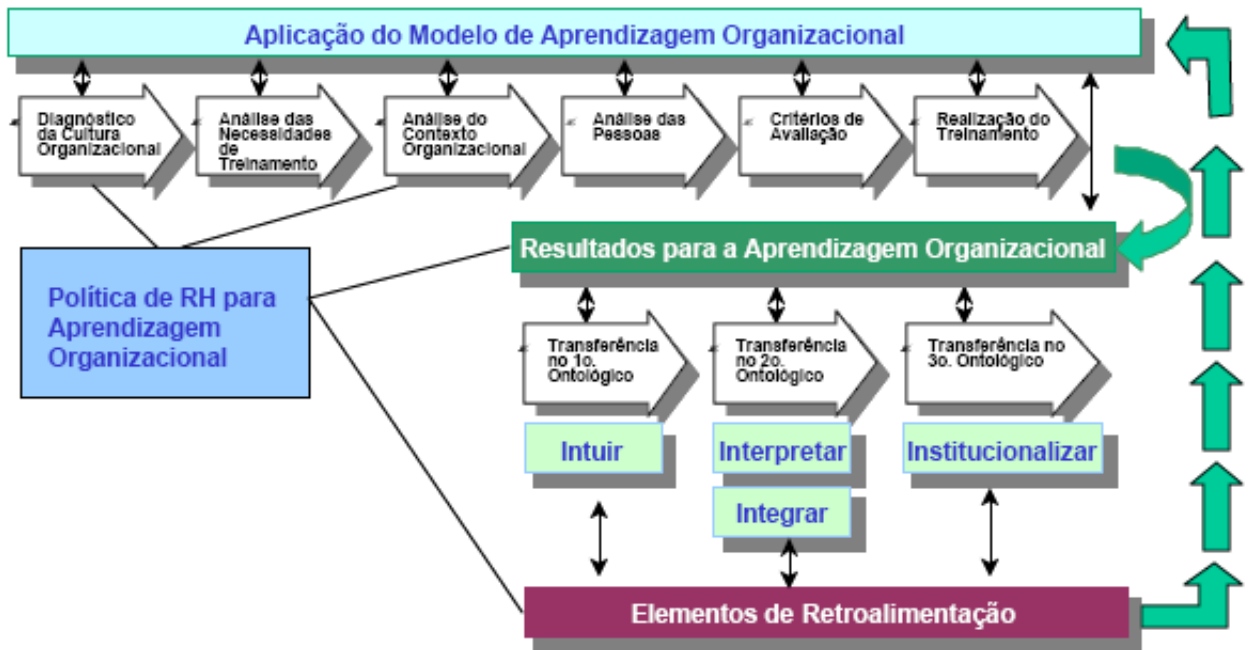 Aplicação do Modelo de Aprendizagem Organizacional
Diagnóstico
da Cultura
Organizacional
Análise das
Necessidades
de
Treinamento
Análise do
Contexto
Organizacional
Análise das
Pessoas
Critérios de
Avaliação
Realização do
Treinamento
Resultados para a Aprendizagem Organizacional
Política de RH para
Aprendizagem
Organizacional
Transferência
no 1o.
Ontológico
Transferência
no 2o.
Ontológico
Transferência no
3o. Ontológico
Intuir
Interpretar
Institucionalizar
Integrar
Elementos de Retroalimentação